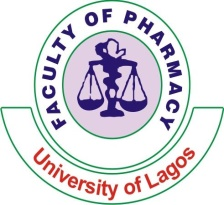 FACULTY OF PHARMACY
University of Lagos